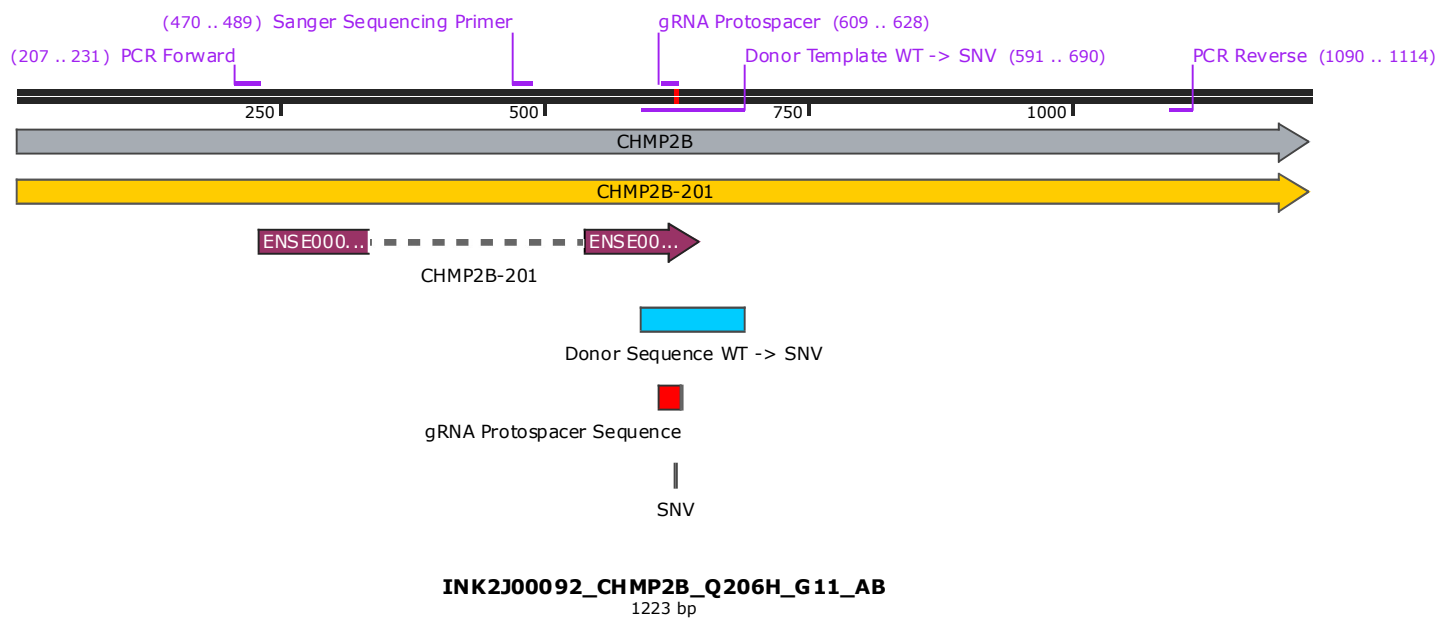 (470 .. 489) Sanger Sequencing Primer
gRNA Protospacer (609 .. 628)
(207 .. 231) PCR Forward
Donor Template WT -> SNV (591 .. 690)
PCR Reverse (1090 .. 1114)
250
500
750
1000
CHMP2B
CHMP2B-201
ENSE000...
ENSE00...
CHMP2B-201
Donor Sequence WT -> SNV
gRNA Protospacer Sequence
SNV
INK2J00092_CHMP2B_Q206H_G11_AB
1223 bp